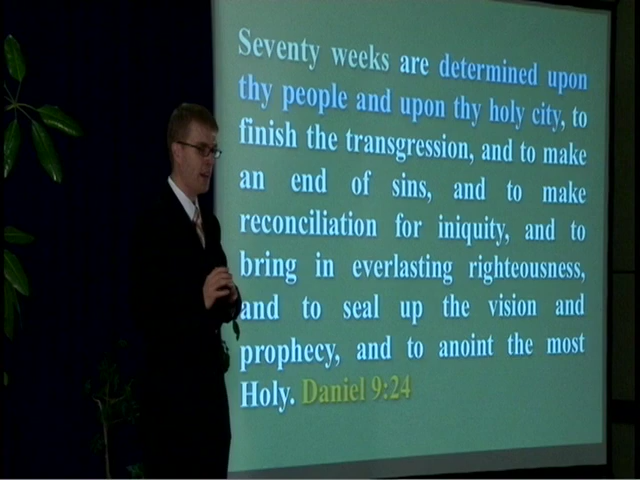 Seventy weeks are determined upon
thy people and upon thy holy city, to
finish the transgression, and to make
an end of sins, and to make
reconciliation for iniquity, and to
bring in everlasting righteousness,
and to seal up the vision and
prophecy, and to anoint the most
Holy. Daniel 9:24